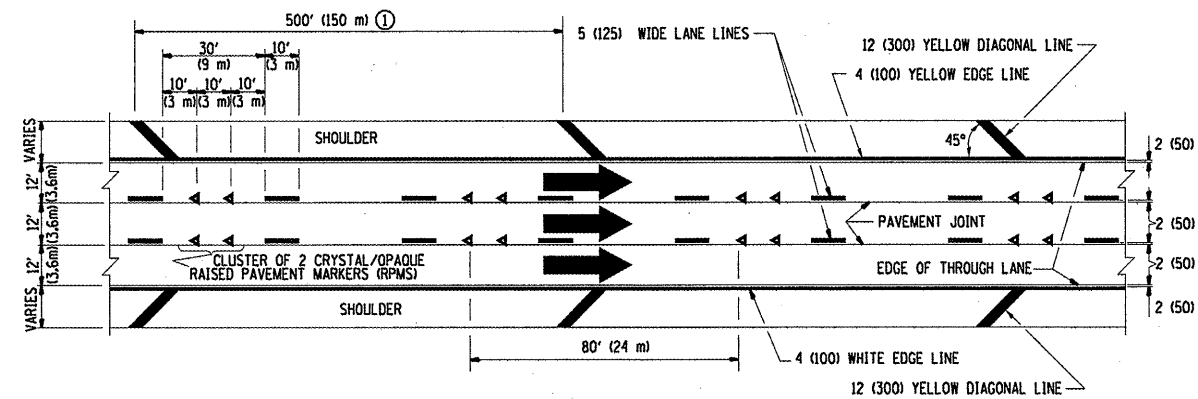 500' (150 m) ①
5 (125) WIDE LANE LINES
12 (300) YELLOW DIAGONAL LINE
4 (100) YELLOW EDGE LINE
30'
(9 m)
10'
(3 m)
10' 10' 10'
(3 m) (3 m) (3 m)
VARIES
SHOULDER
45°
2 (50)
12'
(3.6m)
12'
(3.6m)
12'
(3.6m)
PAVEMENT JOINT
2 (50)
2 (50)
CLUSTER OF 2 CRYSTAL/OPAQUE
RAISED PAVEMENT MARKERS (RPMS)
EDGE OF THROUGH LANE
VARIES
SHOULDER
2 (50)
80' (24 m)
4 (100) WHITE EDGE LINE
12 (300) YELLOW DIAGONAL LINE